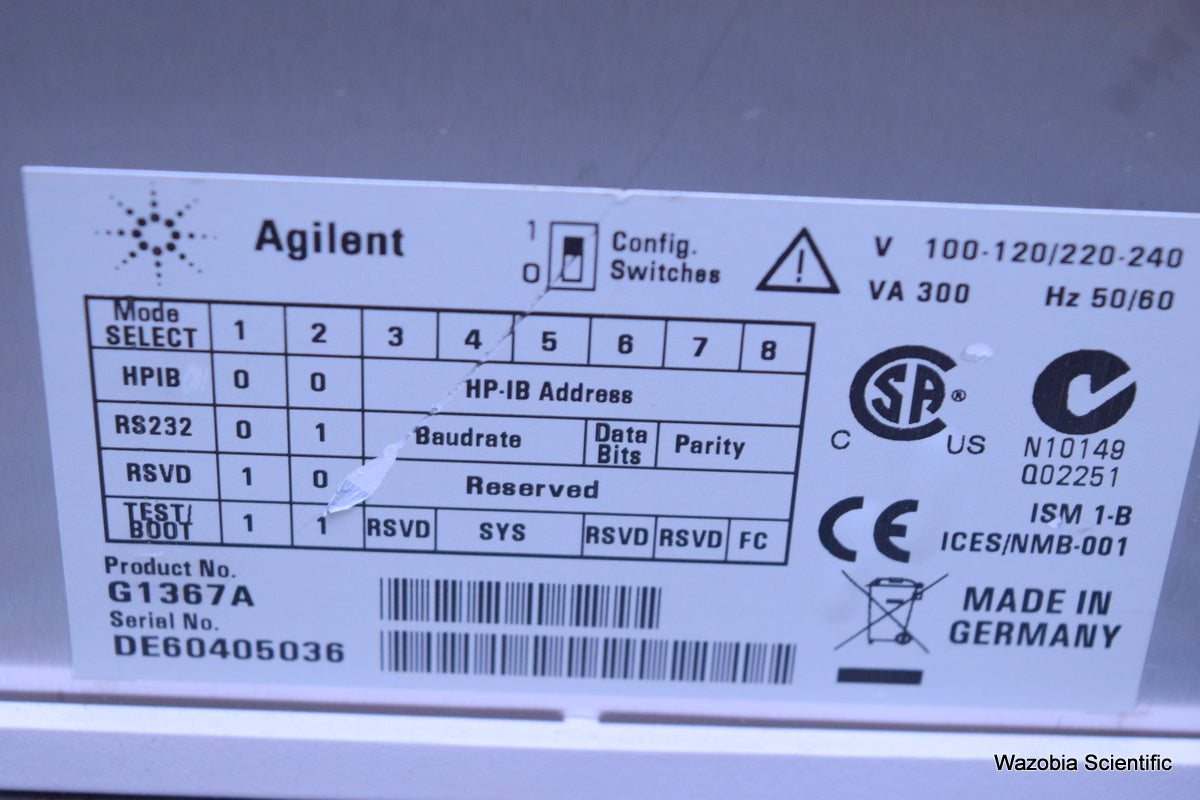 Agilent
1
0
Config.
Switches
V 100-120/220-240
VA 300 Hz 50/60
Mode SELECT 1 2 3 4 5 6 7 8
HPIB 0 0 HP-IB Address
RS232 0 1 Baudrate Data Bits Parity
RSVD 1 0 Reserved
TEST/BOOT 1 1 RSVD SYS RSVD RSVD FC
SA ®
C US
N10149
Q02251
CE
ISM 1-B
ICES/NMB-001
Product No.
G1367A
Serial No.
DE60405036
MADE IN
GERMANY
Wazobia Scientific